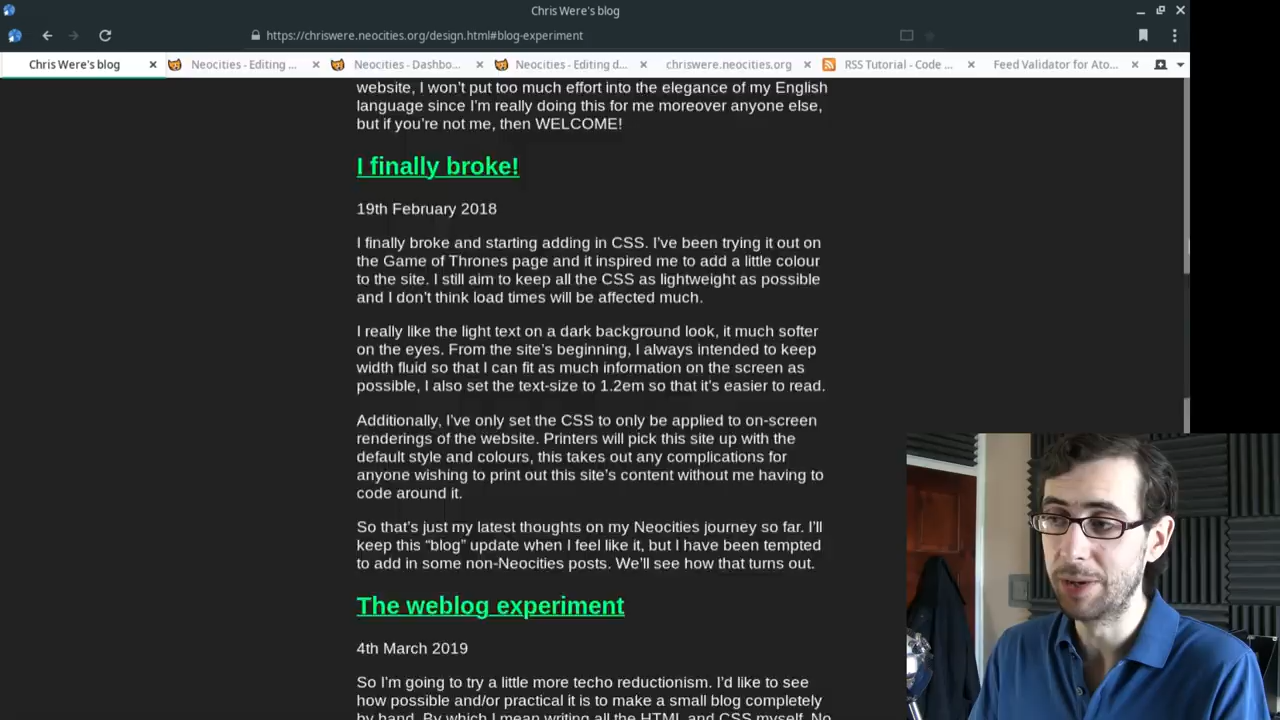 Chris Were's blog
https://chriswere.neocities.org/design.html#blog-experiment
Chris Were's blog
Neocities - Editing ...
Neocities - Dashbo...
Neocities - Editing d...
chriswere.neocities.org
RSS Tutorial - Code ...
Feed Validator for Ato...
website, I won’t put too much effort into the elegance of my English
language since I’m really doing this for me moreover anyone else,
but if you’re not me, then WELCOME!
I finally broke!
19th February 2018
I finally broke and starting adding in CSS. I’ve been trying it out on
the Game of Thrones page and it inspired me to add a little colour
to the site. I still aim to keep all the CSS as lightweight as possible
and I don’t think load times will be affected much.
I really like the light text on a dark background look, it much softer
on the eyes. From the site’s beginning, I always intended to keep
width fluid so that I can fit as much information on the screen as
possible, I also set the text-size to 1.2em so that it’s easier to read.
Additionally, I’ve only set the CSS to only be applied to on-screen
renderings of the website. Printers will pick this site up with the
default style and colours, this takes out any complications for
anyone wishing to print out this site’s content without me having to
code around it.
So that’s just my latest thoughts on my Neocities journey so far. I’ll
keep this “blog” update when I feel like it, but I have been tempted
to add in some non-Neocities posts. We’ll see how that turns out.
The weblog experiment
4th March 2019
So I’m going to try a little more techo reductionism. I’d like to see
how possible and/or practical it is to make a small blog completely
by hand. By which I mean writing all the HTML and CSS myself. No